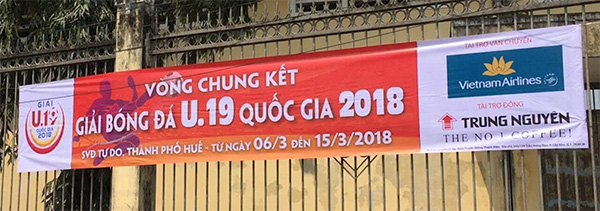 GIẢI
U.19
QUỐC GIA
2018
VÒNG CHUNG KẾT
GIẢI BÓNG ĐÁ U.19 QUỐC GIA 2018
SVĐ TỰ DO, THÀNH PHỐ HUẾ - TỪ NGÀY 06/3 ĐẾN 15/3/2018
TÀI TRỢ VẬN CHUYỂN
Vietnam Airlines
TÀI TRỢ ĐỒNG
TRUNG NGUYÊN
THE NO.1 COFFEE!